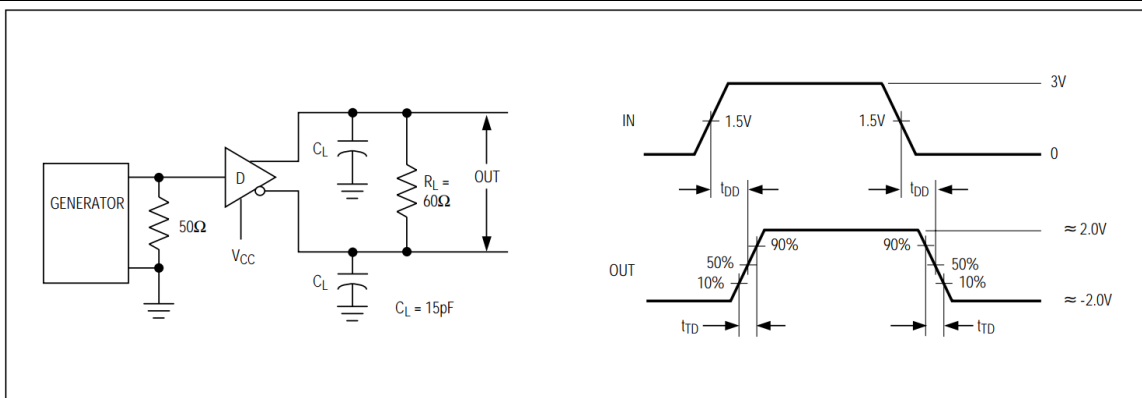 GENERATOR
50Ω
D
VCC
CL
CL
RL =
60Ω
OUT
CL = 15pF
IN
1.5V
1.5V
3V
0
tDD
tDD
OUT
90%
50%
10%
90%
50%
10%
≈ 2.0V
≈ -2.0V
tTD
tTD